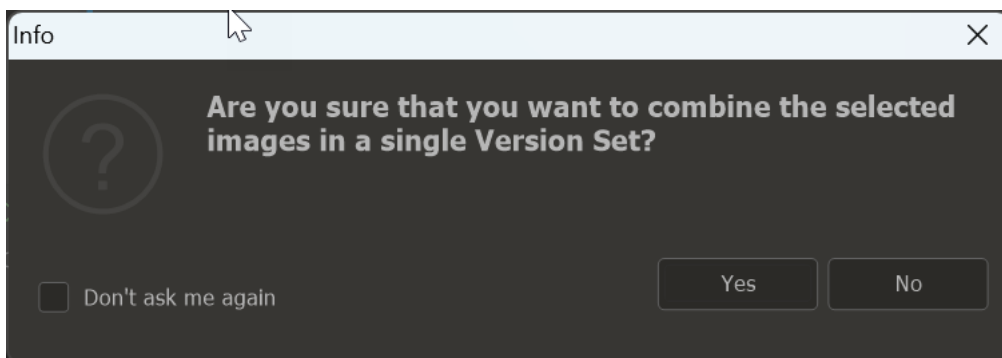 Info
Are you sure that you want to combine the selected
images in a single Version Set?
Don't ask me again
Yes
No